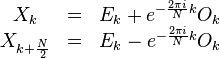 X_k = E_k + e^{-\frac{2\pi i}{N}k} O_k
X_{k+\frac{N}{2}} = E_k - e^{-\frac{2\pi i}{N}k} O_k